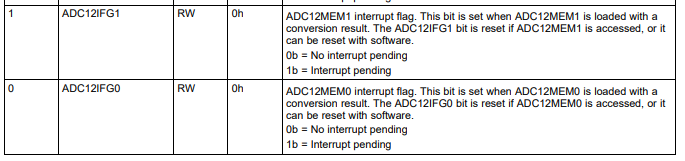 1 ADC12IFG1 RW 0h ADC12MEM1 interrupt flag. This bit is set when ADC12MEM1 is loaded with a
conversion result. The ADC12IFG1 bit is reset if ADC12MEM1 is accessed, or it
can be reset with software.
0b = No interrupt pending
1b = Interrupt pending
0 ADC12IFG0 RW 0h ADC12MEM0 interrupt flag. This bit is set when ADC12MEM0 is loaded with a
conversion result. The ADC12IFG0 bit is reset if ADC12MEM0 is accessed, or it
can be reset with software.
0b = No interrupt pending
1b = Interrupt pending